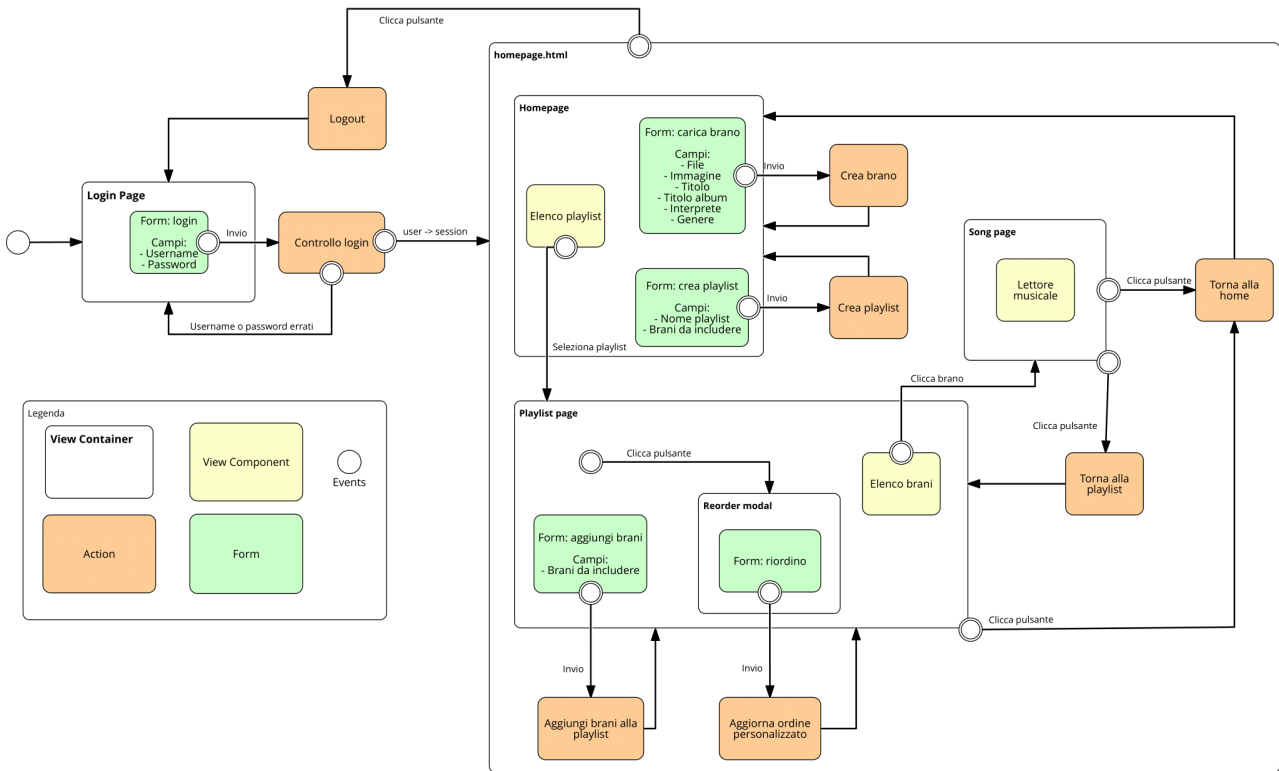 Clicca pulsante
homepage.html
Logout
Login Page
Form: login
Campi:
- Username
- Password
Invio
Controllo login
user -> session
Username o password errati
Homepage
Form: carica brano
Campi:
- File
- Immagine
- Titolo
- Titolo album
- Interprete
- Genere
Invio
Crea brano
Elenco playlist
Form: crea playlist
Campi:
- Nome playlist
- Brani da includere
Invio
Crea playlist
Seleziona playlist
Song page
Lettore
musicale
Clicca pulsante
Torna alla
home
Clicca brano
Clicca pulsante
Torna alla
playlist
Playlist page
Clicca pulsante
Elenco brani
Reorder modal
Form: riordino
Form: aggiungi brani
Campi:
- Brani da includere
Clicca pulsante
Invio
Invio
Aggiungi brani alla
playlist
Aggiorna ordine
personalizzato
Legenda
View Container
View Component
Events
Action
Form